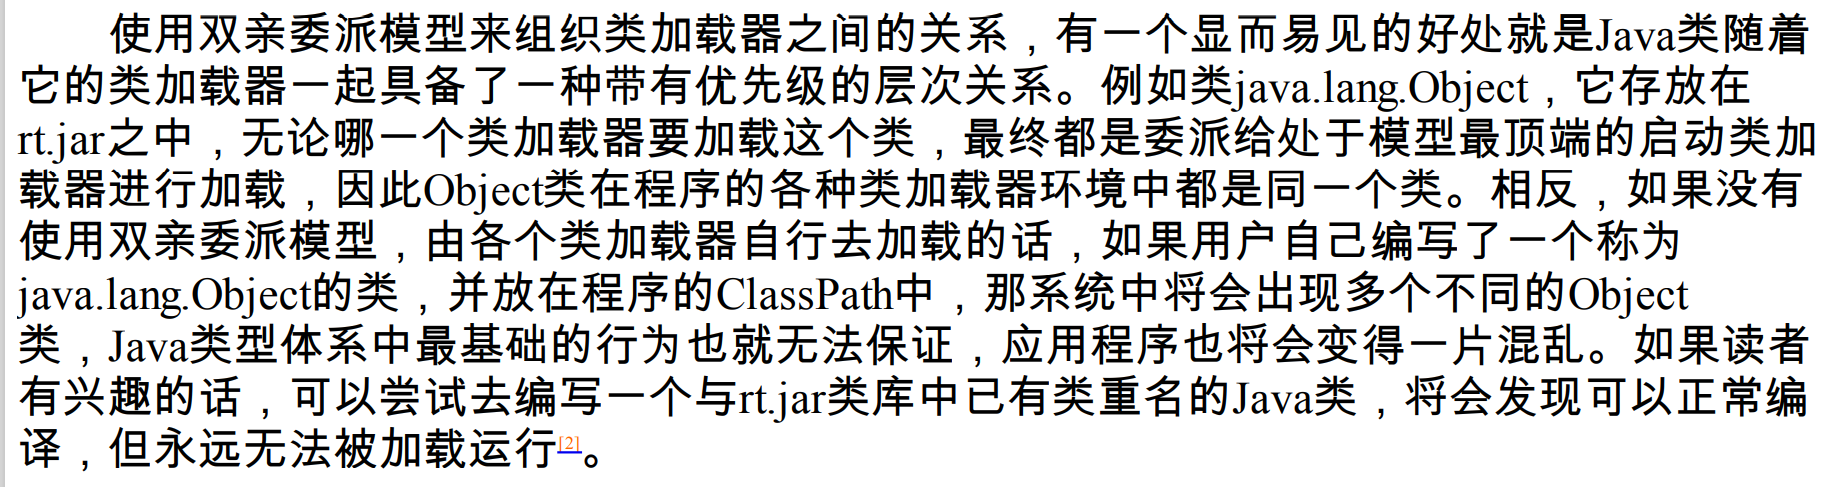 使用双亲委派模型来组织类加载器之间的关系，有一个显而易见的好处就是Java类随着
它的类加载器一起具备了一种带有优先级的层次关系。例如类java.lang.Object，它存放在
rt.jar之中，无论哪一个类加载器要加载这个类，最终都是委派给处于模型最顶端的启动类加
载器进行加载，因此Object类在程序的各种类加载器环境中都是同一个类。相反，如果没有
使用双亲委派模型，由各个类加载器自行去加载的话，如果用户自己编写了一个称为
java.lang.Object的类，并放在程序的ClassPath中，那系统中将会出现多个不同的Object
类，Java类型体系中最基础的行为也就无法保证，应用程序也将会变得一片混乱。如果读者
有兴趣的话，可以尝试去编写一个与rt.jar类库中已有类重名的Java类，将会发现可以正常编
译，但永远无法被加载运行[2]。